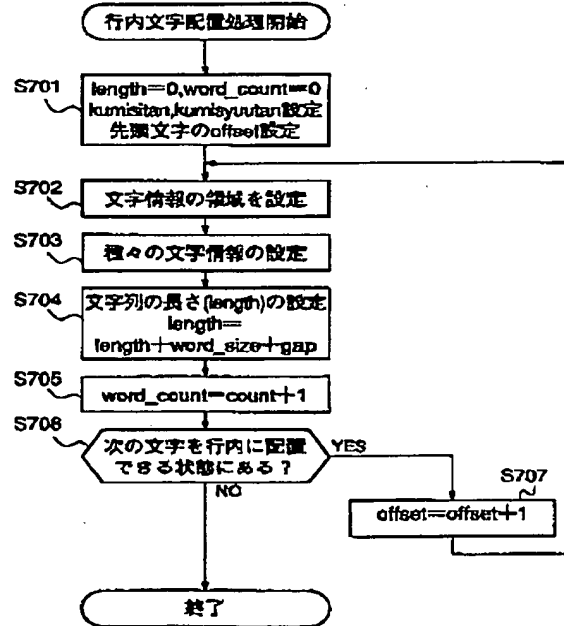 行内文字配置処理開始
S701
length=0,word_count=0
kumisitan,kumisyuutan設定
先頭文字のoffset設定
S702
文字情報の領域を設定
S703
種々の文字情報の設定
S704
文字列の長さ(length)の設定
length=
length+word_size+gap
S705
word_count=count+1
S706
次の文字を行内に配置
できる状態にある?
YES
NO
S707
offset=offset+1
終了